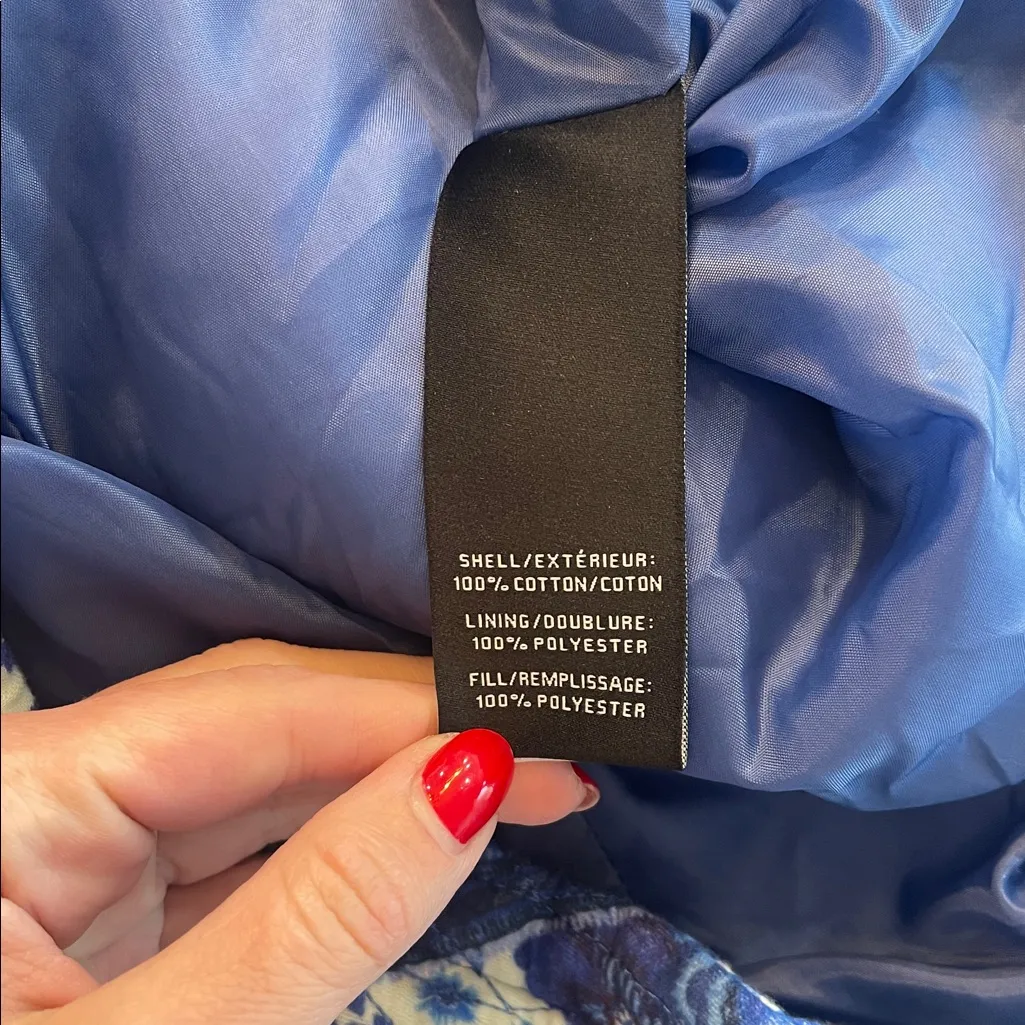 SHELL/EXTÉRIEUR:
100% COTTON/COTON
LINING/DOUBLURE:
100% POLYESTER
FILL/REMPLISSAGE:
100% POLYESTER